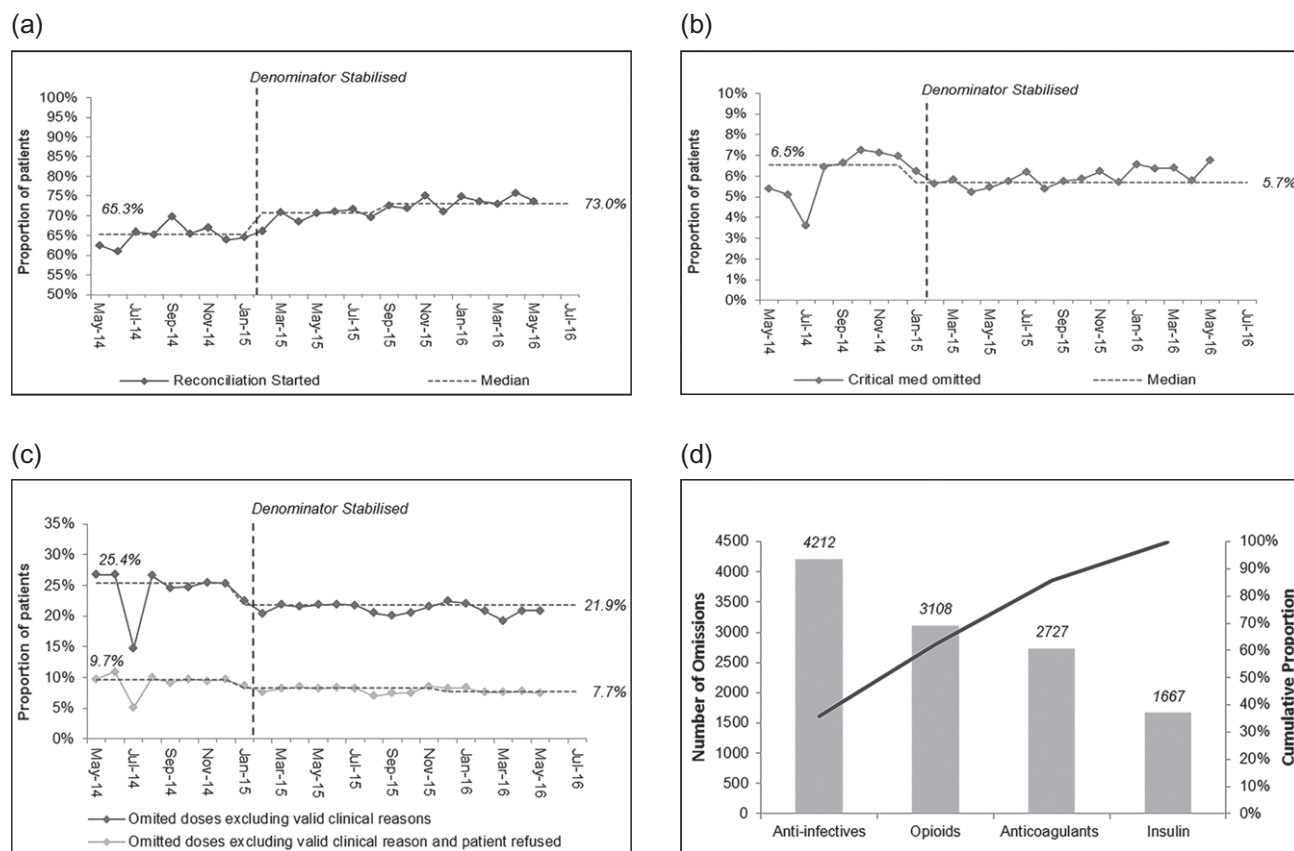 (a)
Denominator Stabilised
Proportion of patients
100%
95%
90%
85%
80%
75%
70%
65%
60%
55%
50%
65.3%
73.0%
May-14
Jul-14
Sep-14
Nov-14
Jan-15
Mar-15
May-15
Jul-15
Sep-15
Nov-15
Jan-16
Mar-16
May-16
Jul-16
Reconciliation Started
Median
(b)
Denominator Stabilised
Proportion of patients
10%
9%
8%
7%
6%
5%
4%
3%
2%
1%
0%
6.5%
5.7%
May-14
Jul-14
Sep-14
Nov-14
Jan-15
Mar-15
May-15
Jul-15
Sep-15
Nov-15
Jan-16
Mar-16
May-16
Jul-16
Critical med omitted
Median
(c)
Denominator Stabilised
Proportion of patients
35%
30%
25%
20%
15%
10%
5%
0%
25.4%
21.9%
9.7%
7.7%
May-14
Jul-14
Sep-14
Nov-14
Jan-15
Mar-15
May-15
Jul-15
Sep-15
Nov-15
Jan-16
Mar-16
May-16
Jul-16
Omited doses excluding valid clinical reasons
Omitted doses excluding valid clinical reason and patient refused
(d)
Number of Omissions
4500
4000
3500
3000
2500
2000
1500
1000
500
0
4212
3108
2727
1667
100%
90%
80%
70%
60%
50%
40%
30%
20%
10%
0%
Cumulative Proportion
Anti-infectives
Opioids
Anticoagulants
Insulin